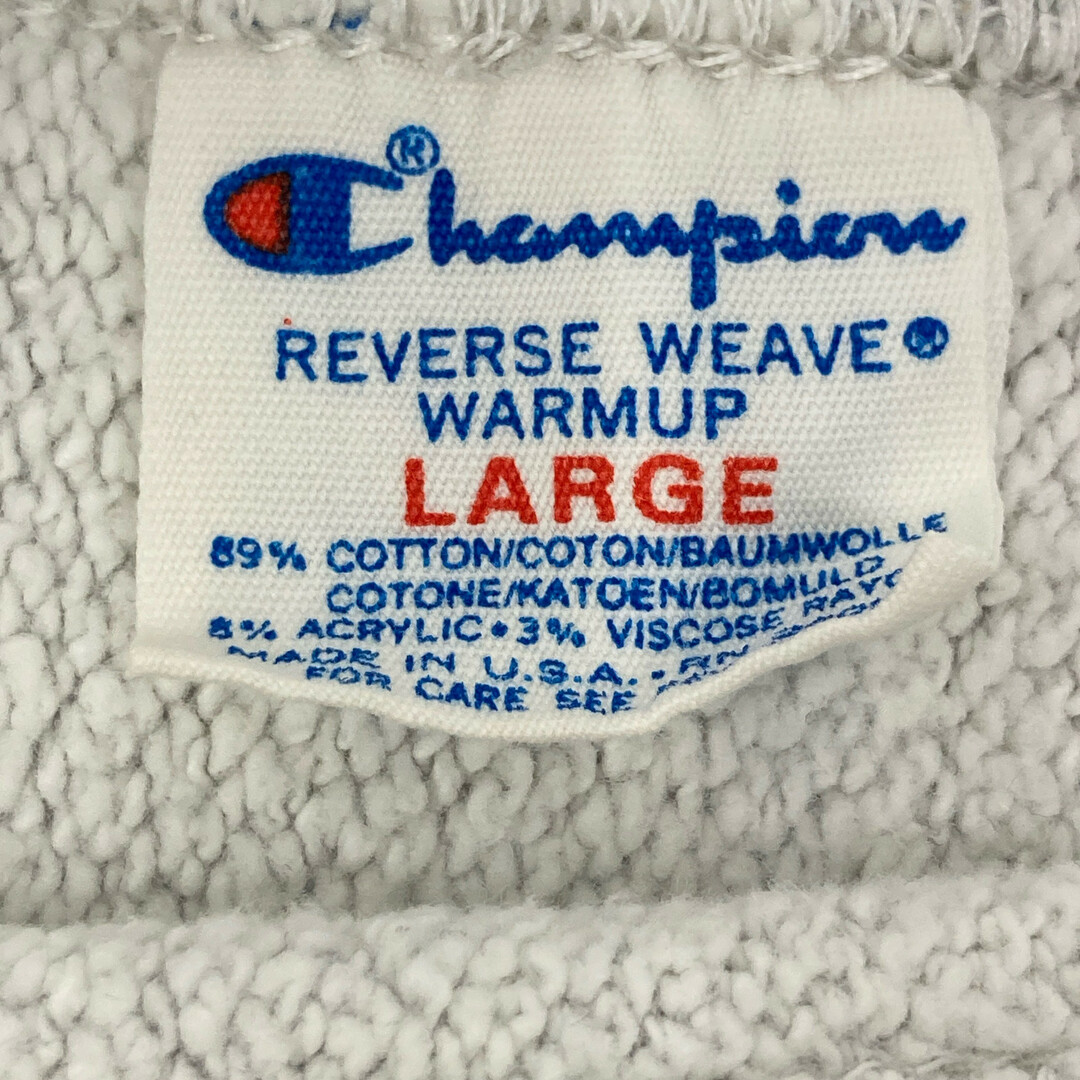 Champion®
REVERSE WEAVE®
WARMUP
LARGE
89% COTTON/COTON/BAUMWOLLE
COTONE/KATOEN/BOMULD
8% ACRYLIC • 3% VISCOSE
MADE IN U.S.A. • RN
FOR CARE SEE